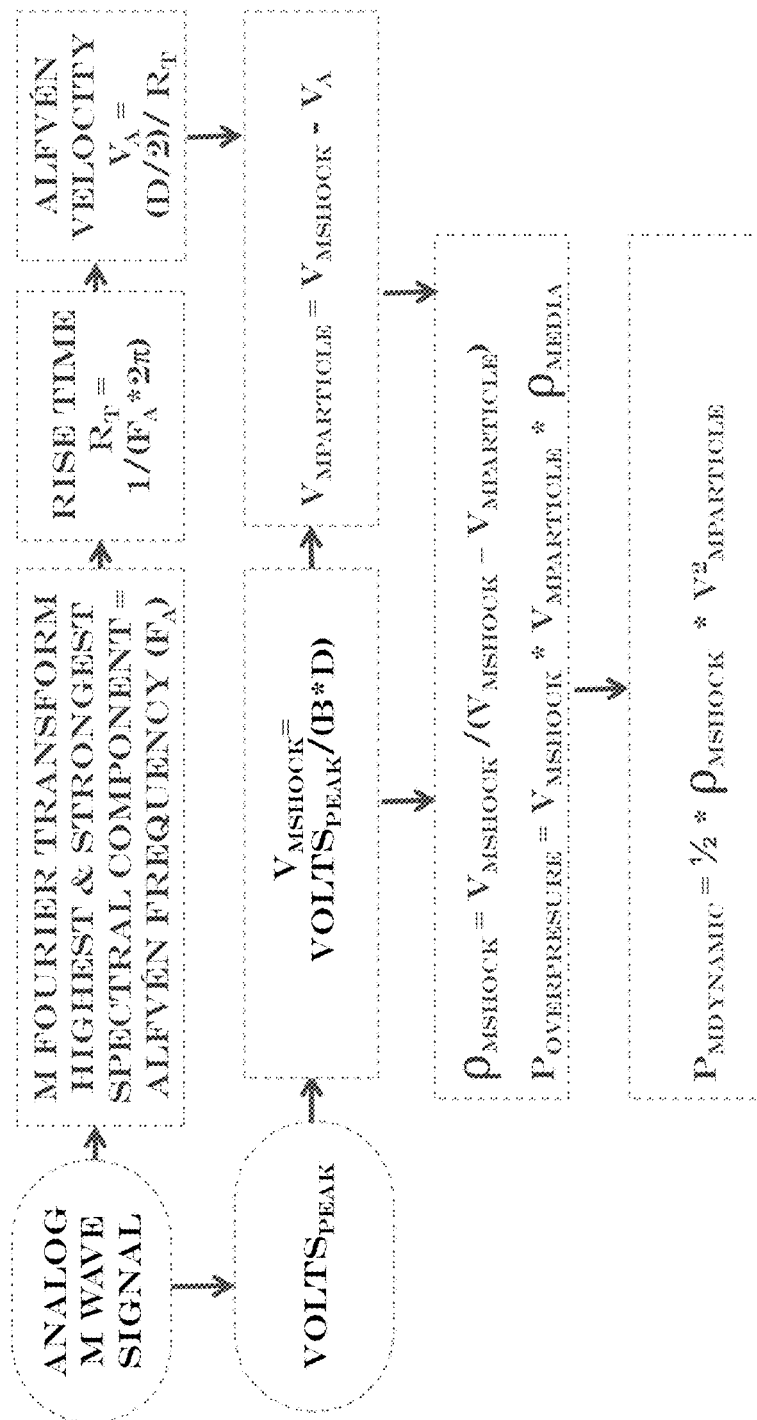 ANALOG
M WAVE
SIGNAL
M FOURIER TRANSFORM
HIGHEST & STRONGEST
SPECTRAL COMPONENT =
ALFVÉN FREQUENCY (F_A)
RISE TIME
R_T =
1/(F_A*2π)
ALFVÉN
VELOCITY
V_A =
(D/2)/ R_T
VOLTS_PEAK
V_MSHOCK =
VOLTS_PEAK/(B*D)
V_MPARTICLE = V_MSHOCK - V_A
ρ_MSHOCK = V_MSHOCK /(V_MSHOCK – V_MPARTICLE)
P_OVERPRESURE = V_MSHOCK * V_MPARTICLE * ρ_MEDIA
P_MDYNAMIC = ½ * ρ_MSHOCK * V²_MPARTICLE